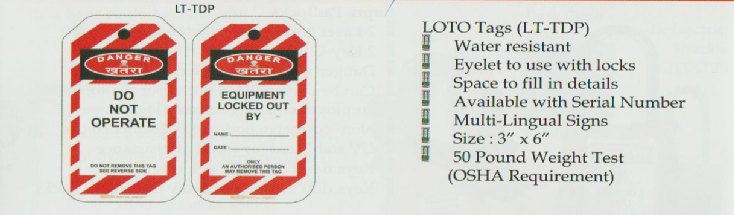 LT-TDP
DANGER
खतरा
DO
NOT
OPERATE
DO NOT REMOVE THIS TAG
SEE REVERSE SIDE
DANGER
खतरा
EQUIPMENT
LOCKED OUT
BY
NAME
DATE
ONLY
AN AUTHORISED PERSON
MAY REMOVE THIS TAG
LOTO Tags (LT-TDP)
Water resistant
Eyelet to use with locks
Space to fill in details
Available with Serial Number
Multi-Lingual Signs
Size : 3″ x 6″
50 Pound Weight Test
(OSHA Requirement)